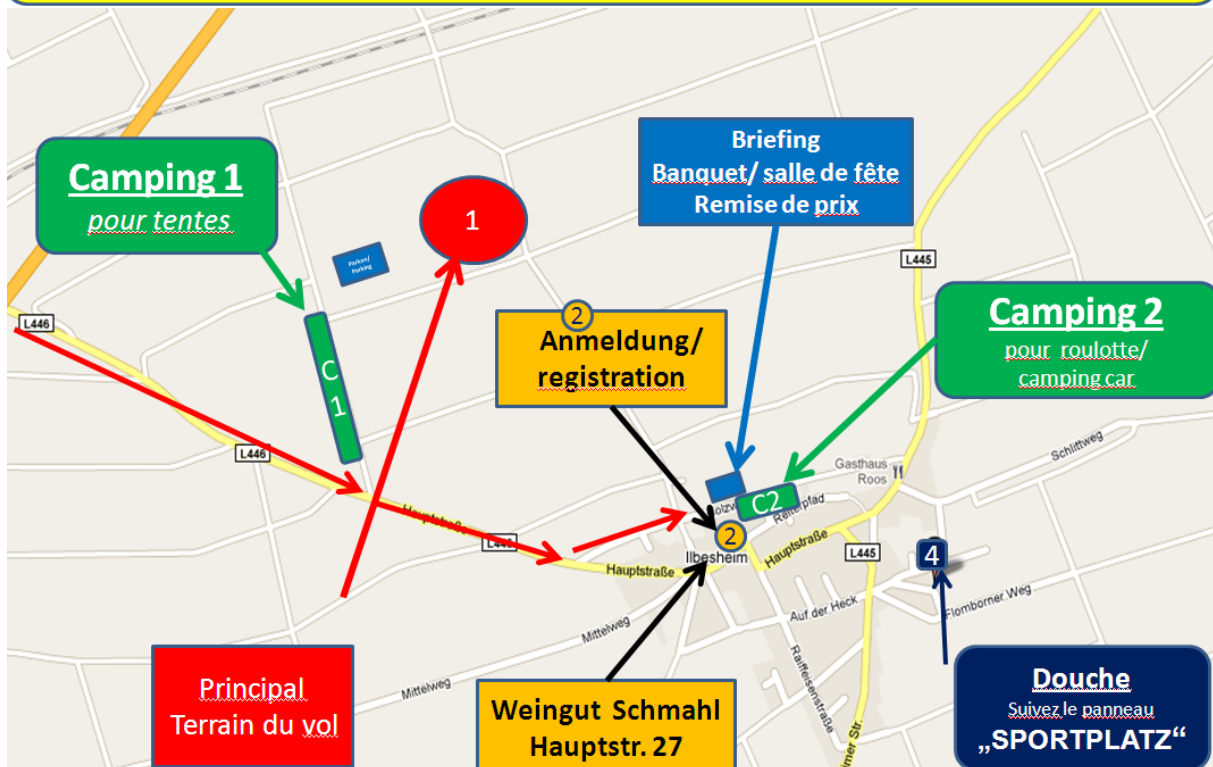 Camping 1
pour tentes
Parken/
Parking
1
Briefing
Banquet/ salle de fête
Remise de prix
L445
L446
C
1
2
Anmeldung/
registration
Camping 2
pour roulotte/
camping car
L446
Schlittweg
Gasthaus
Roos
C2
Reiterpfad
Hauptstraße
2
Ilbesheim
Hauptstraße
Hauptstraße
L445
4
Auf der Heck
Flomborner Weg
Mittelweg
Mittelweg
Raiffeisenstraße
Principal
Terrain du vol
Weingut Schmahl
Hauptstr. 27
Douche
Suivez le panneau
„SPORTPLATZ“